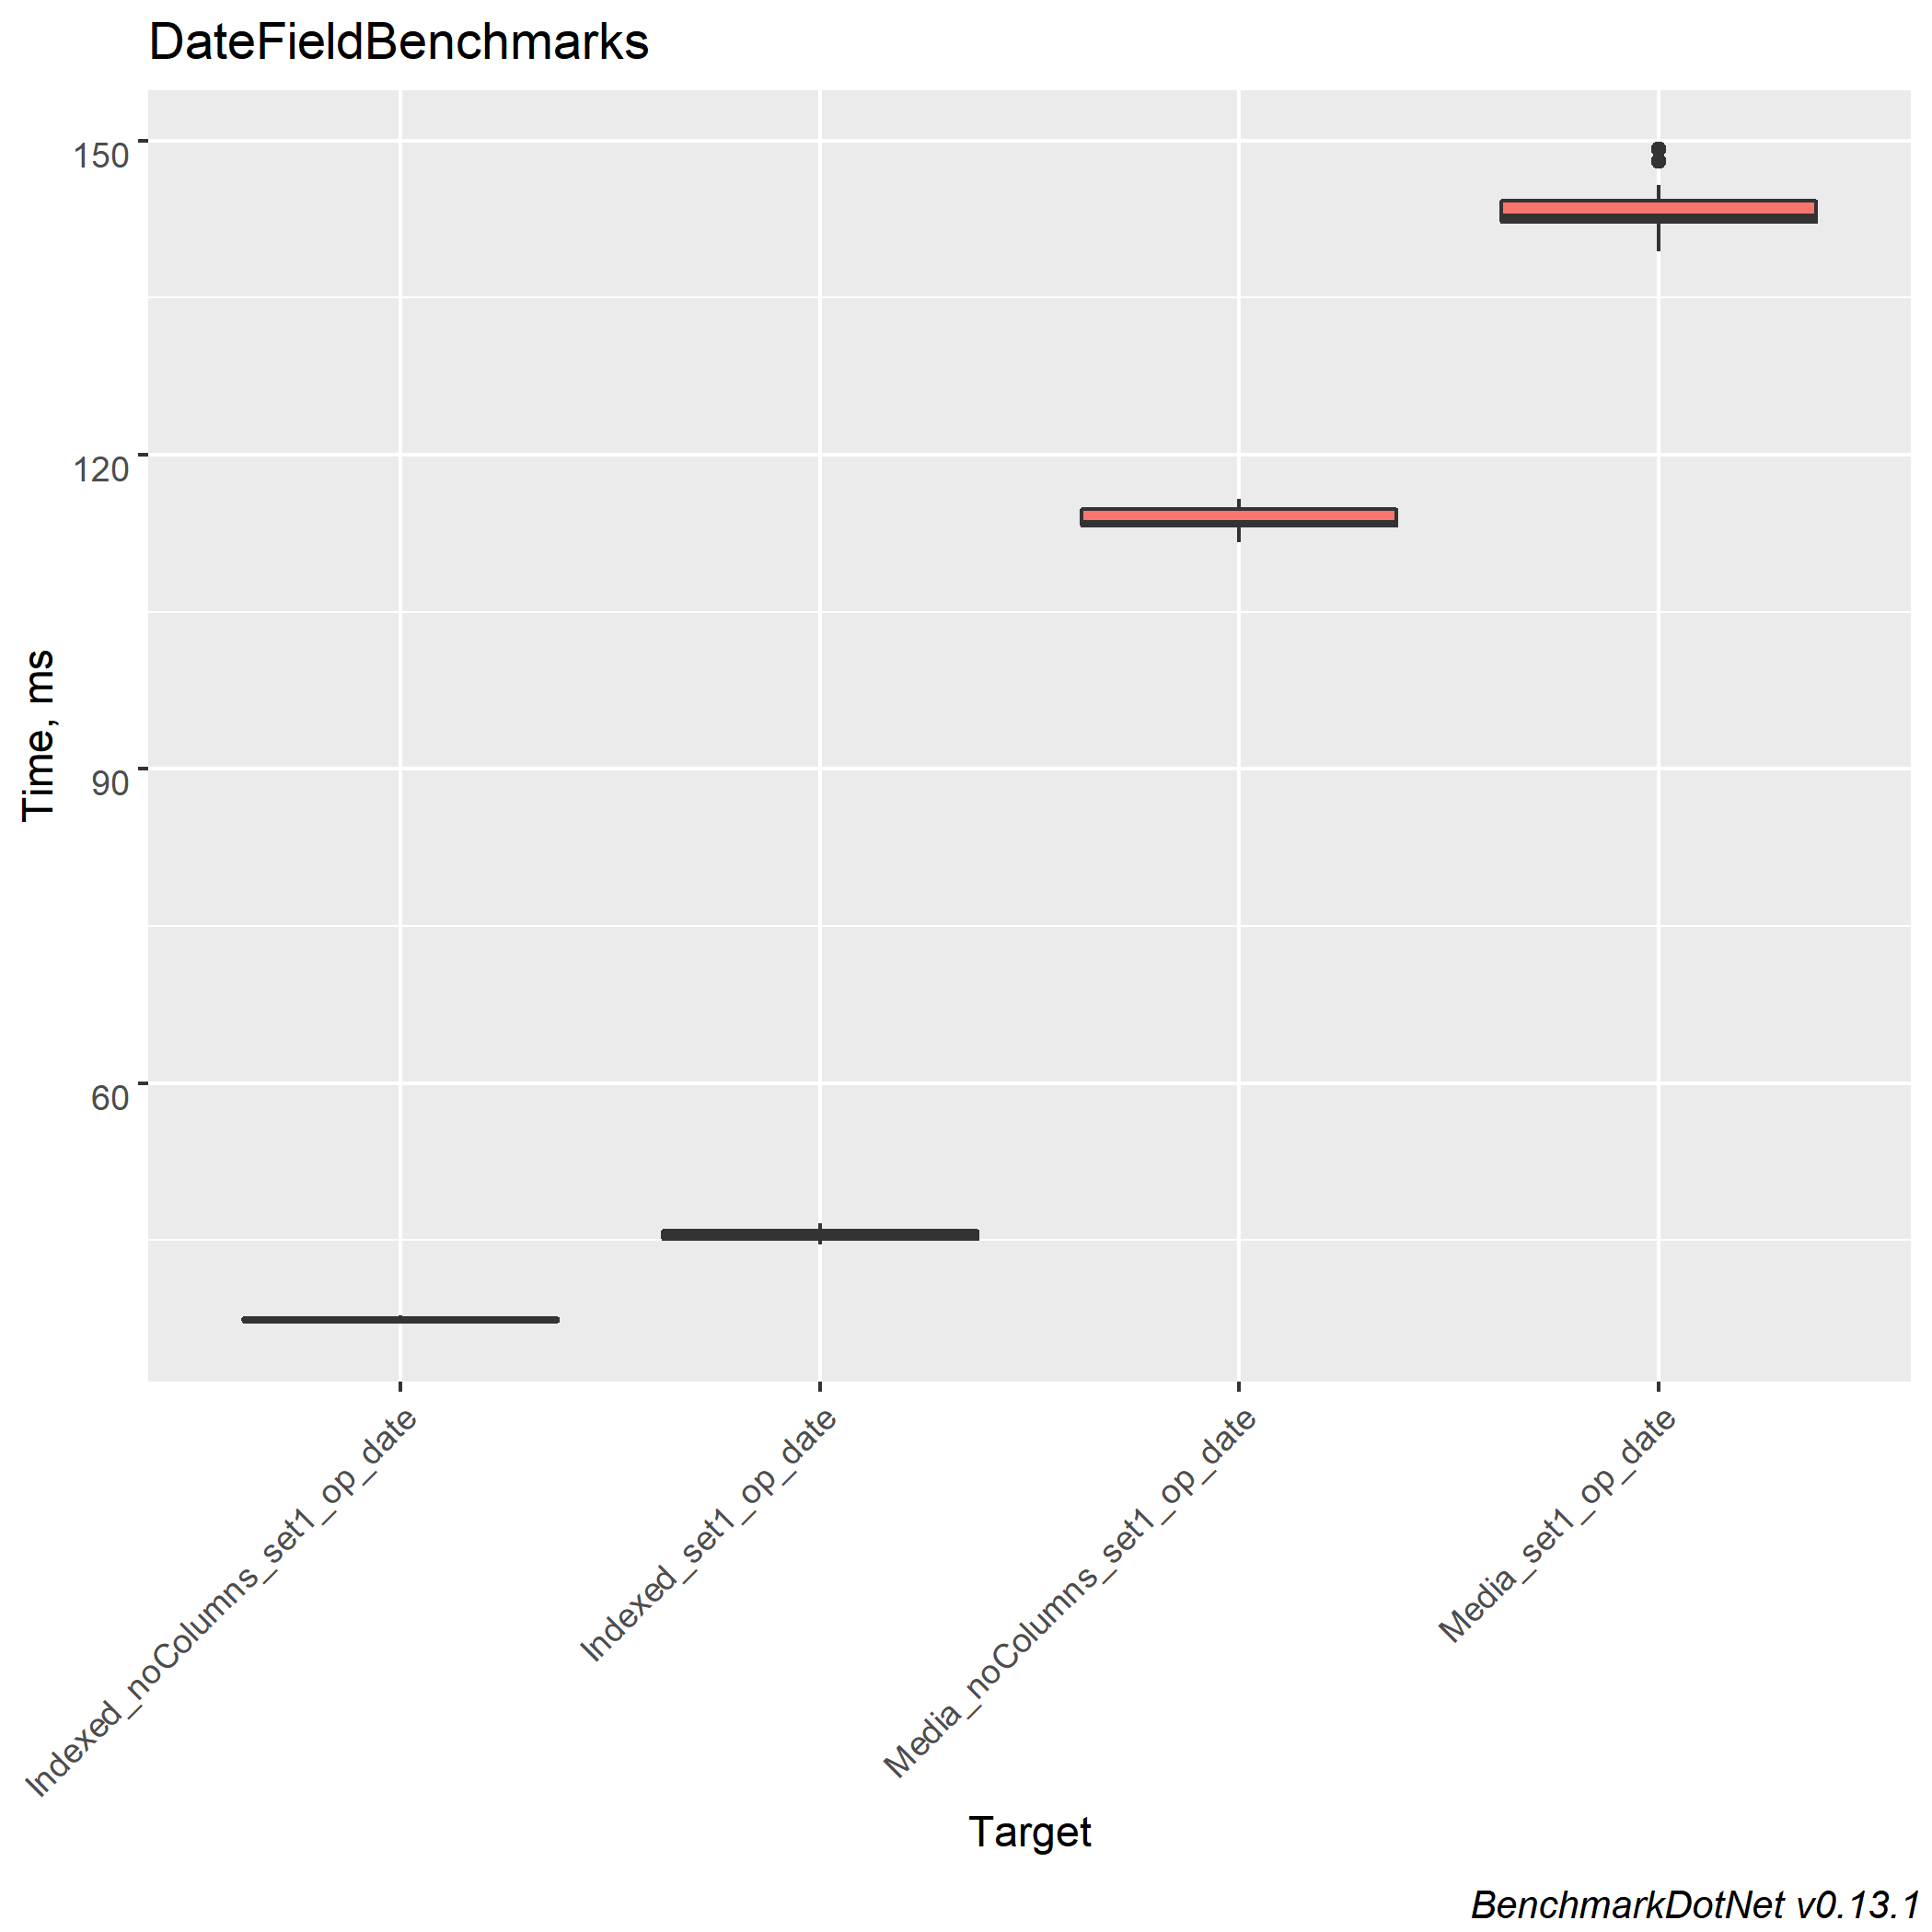 DateFieldBenchmarks
Time, ms
150
120
90
60
Indexed_noColumns_set1_op_date
Indexed_set1_op_date
Media_noColumns_set1_op_date
Media_set1_op_date
Target
BenchmarkDotNet v0.13.1